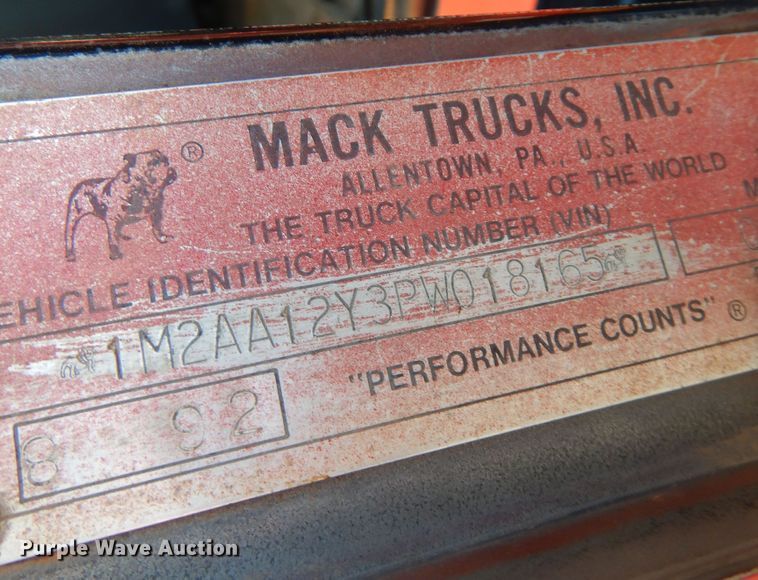 ®
MACK TRUCKS, INC.
ALLENTOWN, PA., U.S.A.
THE TRUCK CAPITAL OF THE WORLD
EHICLE IDENTIFICATION NUMBER (VIN)
1M2AA12Y3PW018165
"PERFORMANCE COUNTS" ®
8 92
Purple Wave Auction